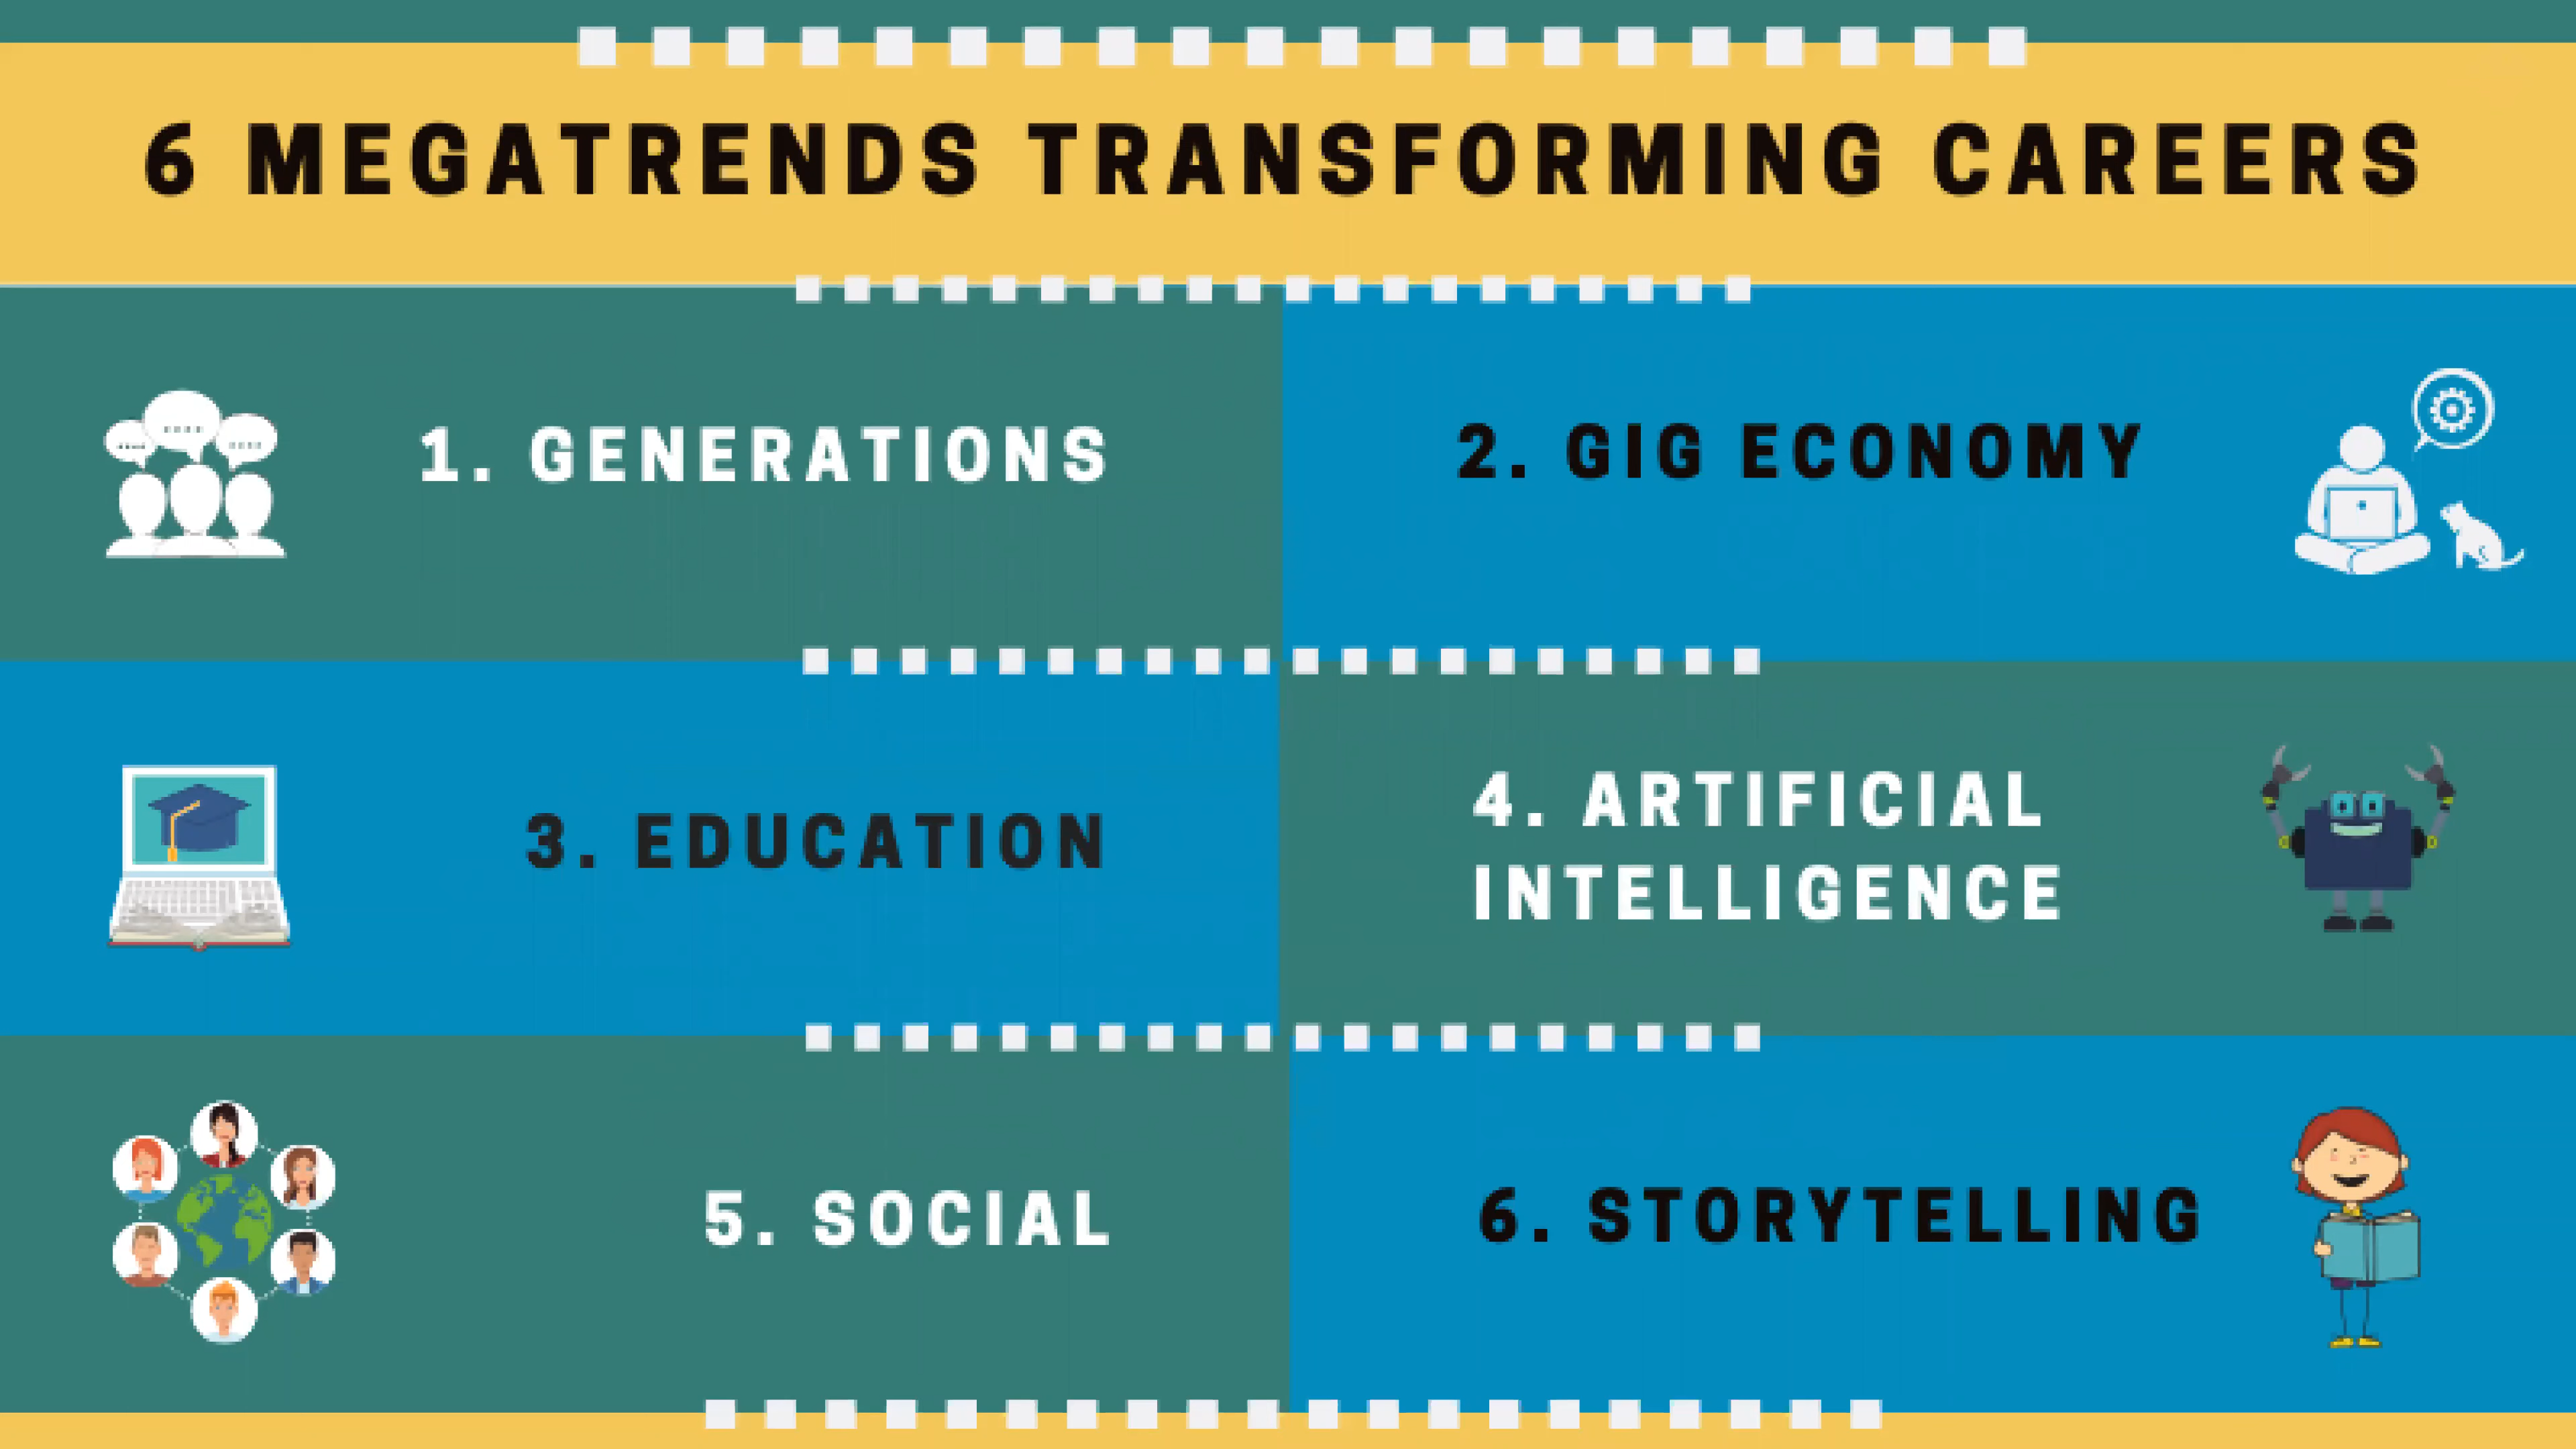 6 MEGATRENDS TRANSFORMING CAREERS
1. GENERATIONS
2. GIG ECONOMY
3. EDUCATION
4. ARTIFICIAL
INTELLIGENCE
5. SOCIAL
6. STORYTELLING